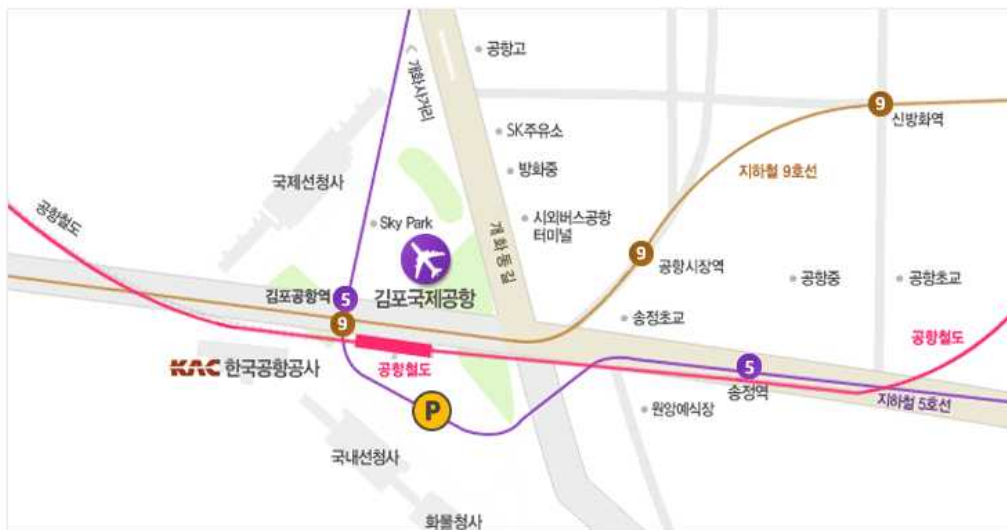 공항고
개화사거리
9
신방화역
SK주유소
지하철 9호선
방화중
국제선청사
공항철도
Sky Park
시외버스공항
터미널
개화동길
9
공항시장역
공항중
공항초교
김포공항역
5
김포국제공항
9
송정초교
공항철도
KAC 한국공항공사
공항철도
5
송정역
지하철 5호선
P
원앙예식장
국내선청사
화물청사